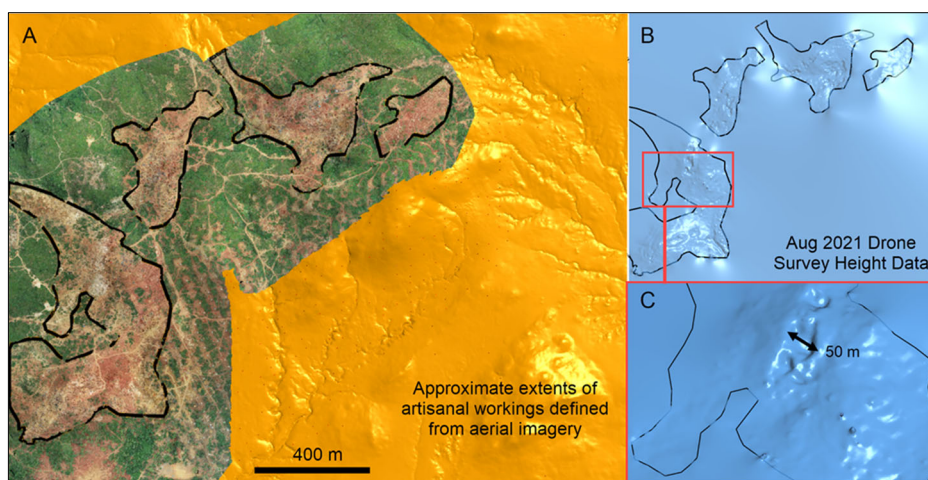 A
Approximate extents of
artisanal workings defined
from aerial imagery
400 m
B
Aug 2021 Drone
Survey Height Data
C
50 m